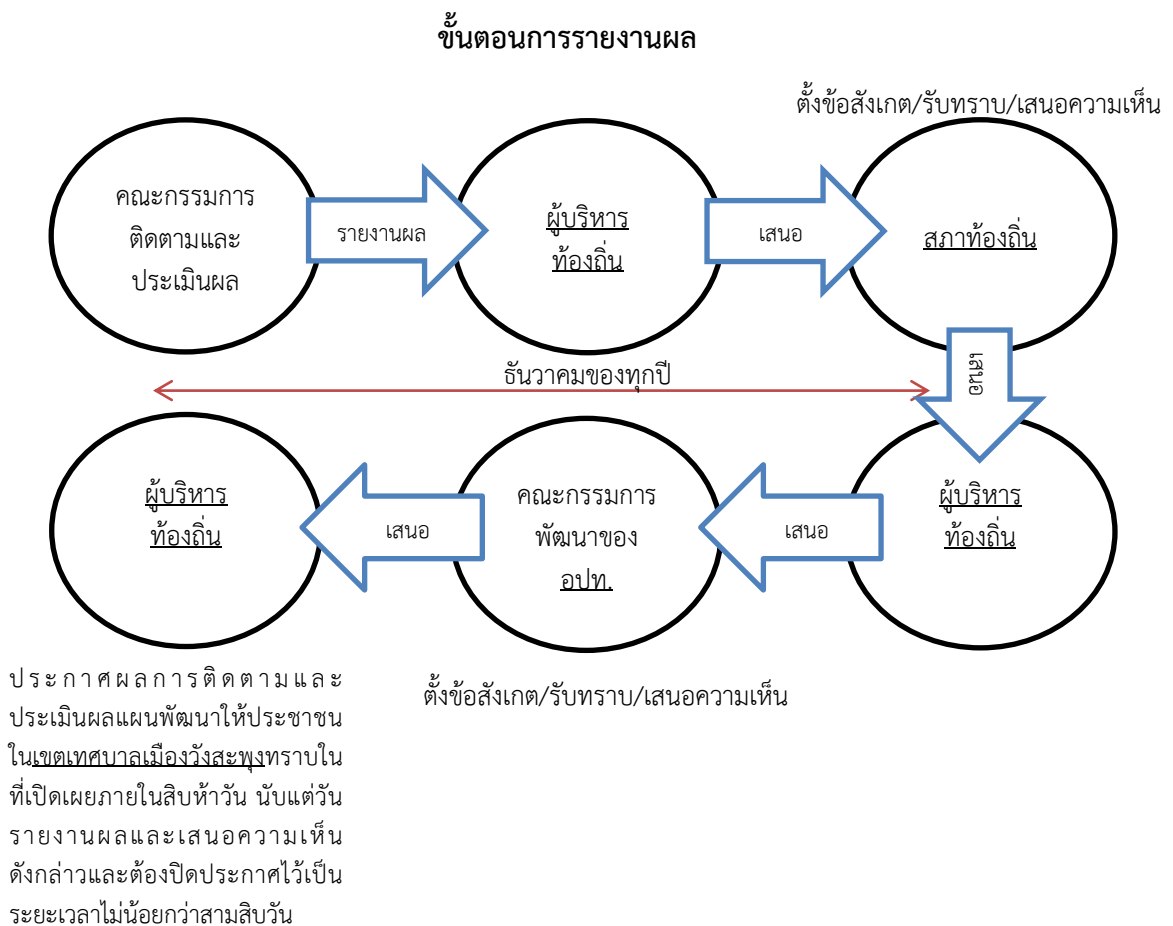 ขั้นตอนการรายงานผล
ตั้งข้อสังเกต/รับทราบ/เสนอความเห็น
คณะกรรมการ
ติดตามและ
ประเมินผล
รายงานผล
ผู้บริหาร
ท้องถิ่น
เสนอ
สภาท้องถิ่น
เสนอ
ธันวาคมของทุกปี
ผู้บริหาร
ท้องถิ่น
เสนอ
คณะกรรมการ
พัฒนาของ
อปท.
เสนอ
ผู้บริหาร
ท้องถิ่น
ตั้งข้อสังเกต/รับทราบ/เสนอความเห็น
ประกาศผลการติดตามและ
ประเมินผลแผนพัฒนาให้ประชาชน
ในเขตเทศบาลเมืองวังสะพุงทราบใน
ที่เปิดเผยภายในสิบห้าวัน นับแต่วัน
รายงานผลและเสนอความเห็น
ดังกล่าวและต้องปิดประกาศไว้เป็น
ระยะเวลาไม่น้อยกว่าสามสิบวัน